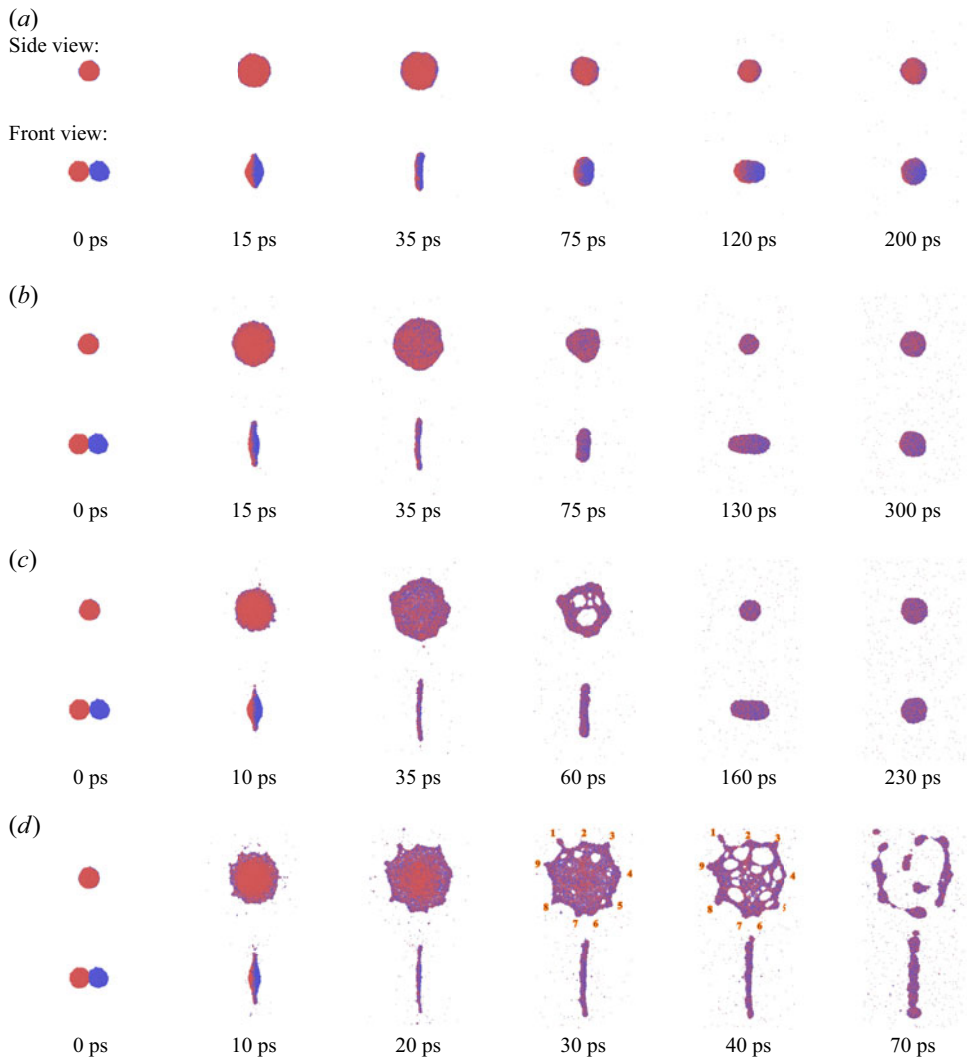 (a)
Side view:
Front view:
0 ps 15 ps 35 ps 75 ps 120 ps 200 ps
(b)
0 ps 15 ps 35 ps 75 ps 130 ps 300 ps
(c)
0 ps 10 ps 35 ps 60 ps 160 ps 230 ps
(d)
1 2 3 1 2 3
9 4 9 4
8 5 8
7 6 7 6
0 ps 10 ps 20 ps 30 ps 40 ps 70 ps